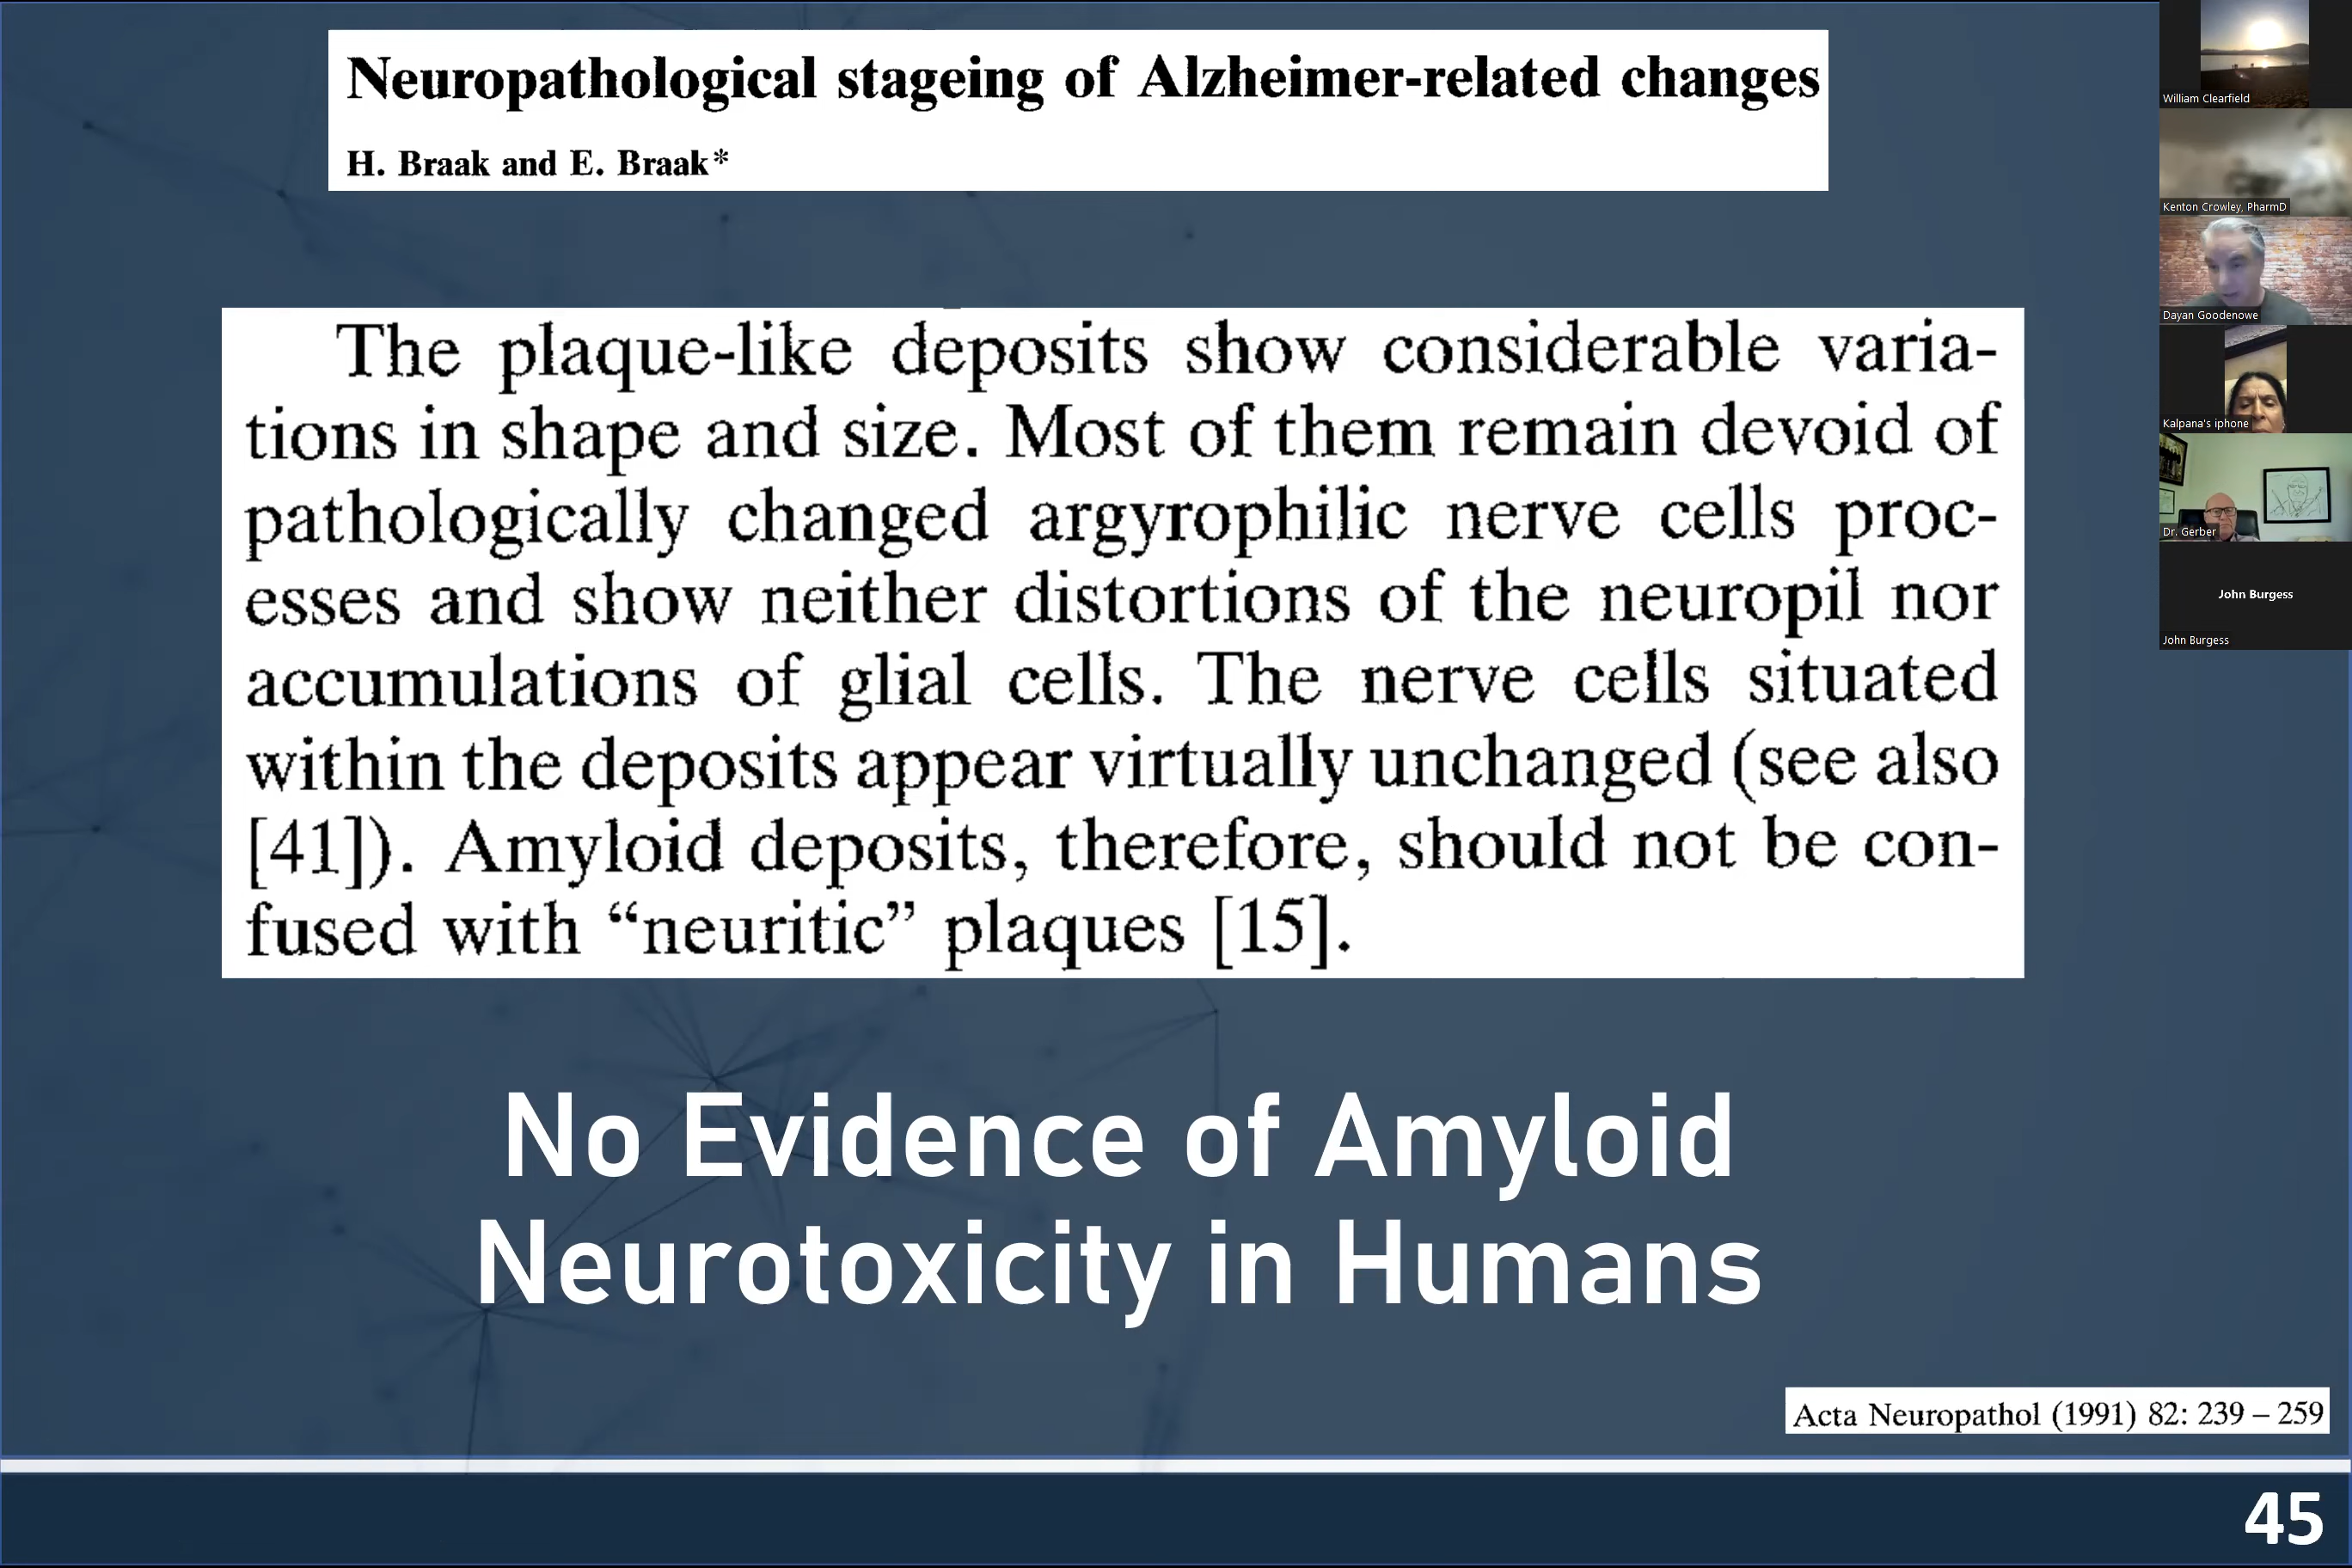 Neuropathological stageing of Alzheimer-related changes
H. Braak and E. Braak*
The plaque-like deposits show considerable varia-
tions in shape and size. Most of them remain devoid of
pathologically changed argyrophilic nerve cells proc-
esses and show neither distortions of the neuropil nor
accumulations of glial cells. The nerve cells situated
within the deposits appear virtually unchanged (see also
[41]). Amyloid deposits, therefore, should not be con-
fused with “neuritic” plaques [15].
No Evidence of Amyloid
Neurotoxicity in Humans
Acta Neuropathol (1991) 82: 239 – 259
45
William Clearfield
Kenton Crowley, PharmD
Dayan Goodenowe
Kalpana's iphone
Dr. Gerber
John Burgess
John Burgess